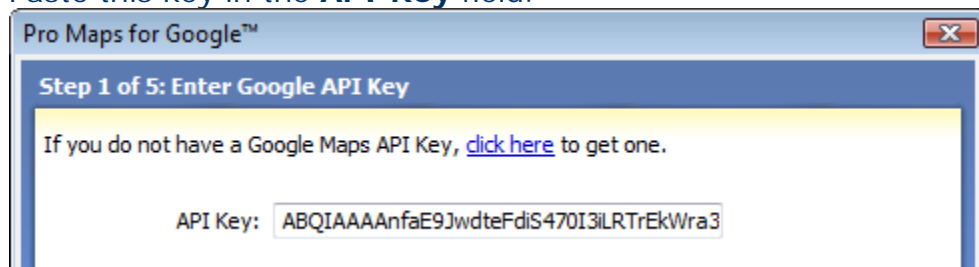 Paste this key in the API Key field.
Pro Maps for Google™
Step 1 of 5: Enter Google API Key
If you do not have a Google Maps API Key, click here to get one.
API Key: ABQIAAAAnfaE9JwdteFdiS470I3iLRTrEkWra3